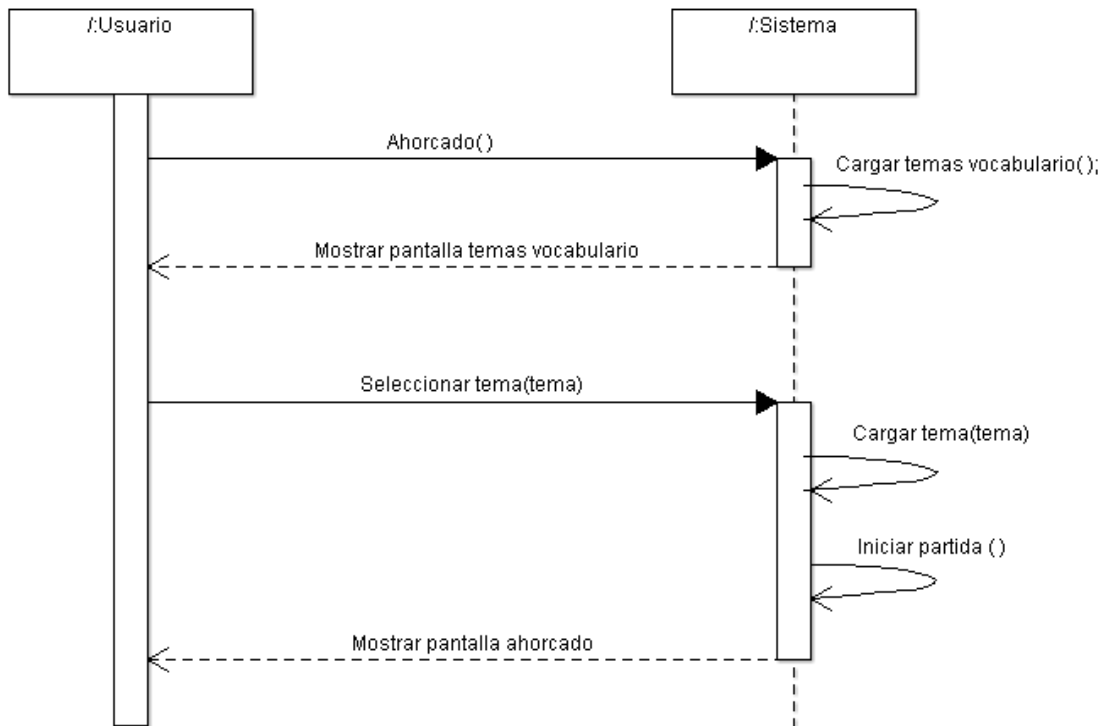 /:Usuario
/:Sistema
Ahorcado()
Cargar temas vocabulario();
Mostrar pantalla temas vocabulario
Seleccionar tema(tema)
Cargar tema(tema)
Iniciar partida ()
Mostrar pantalla ahorcado